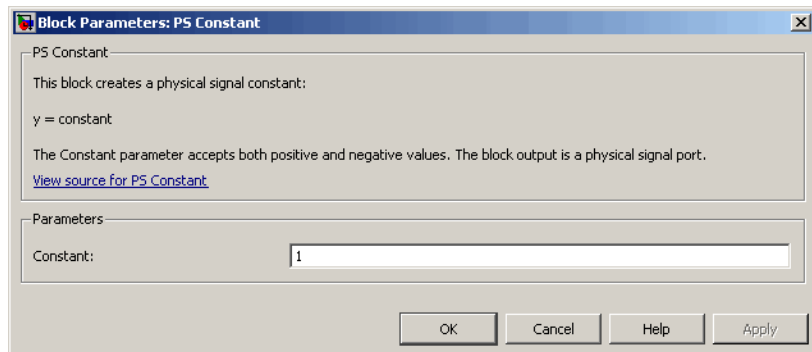 Block Parameters: PS Constant
PS Constant
This block creates a physical signal constant:
y = constant
The Constant parameter accepts both positive and negative values. The block output is a physical signal port.
View source for PS Constant
Parameters
Constant:
1
OK
Cancel
Help
Apply